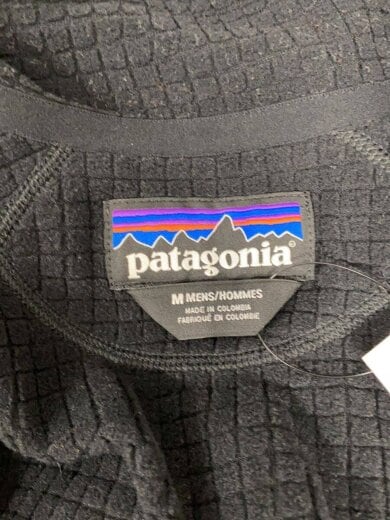 patagonia®
M MENS/HOMMES
MADE IN COLOMBIA
FABRIQUÉ EN COLOMBIE